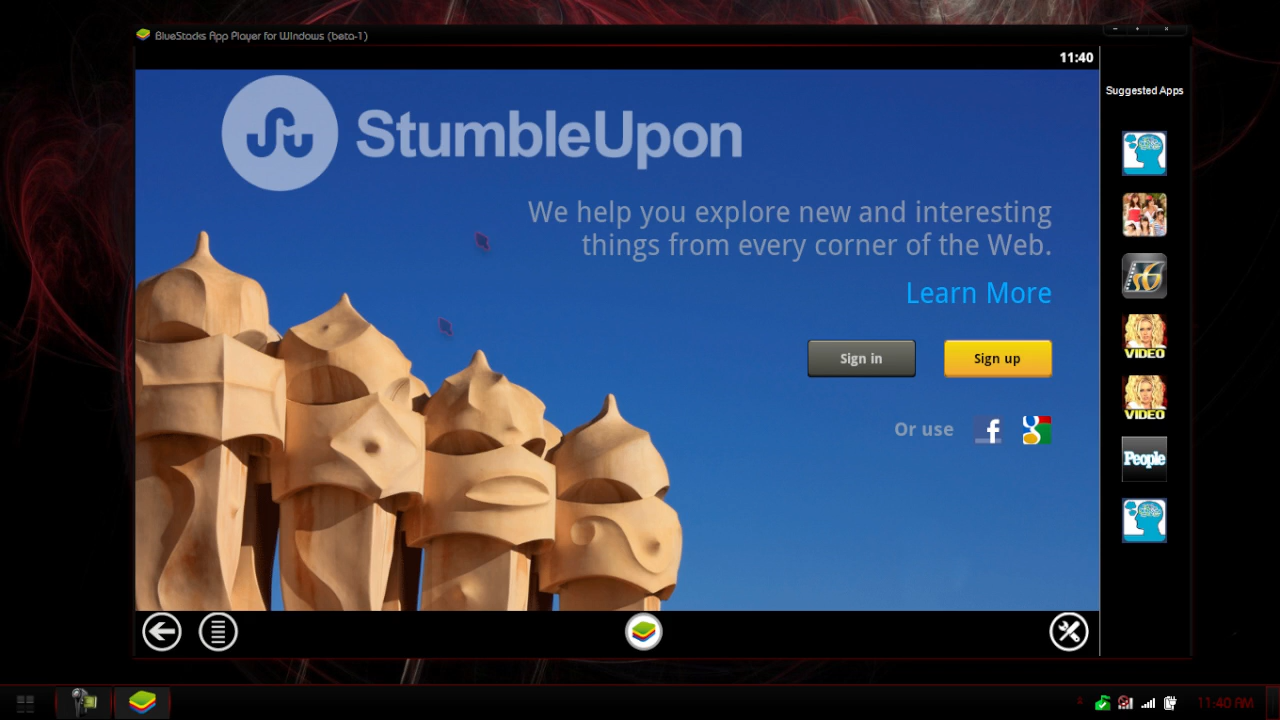 BlueStacks App Player for Windows (beta-1)
11:40
Suggested Apps
StumbleUpon
We help you explore new and interesting
things from every corner of the Web.
Learn More
Sign in
Sign up
Or use
VIDEO
VIDEO
People
11:40 AM